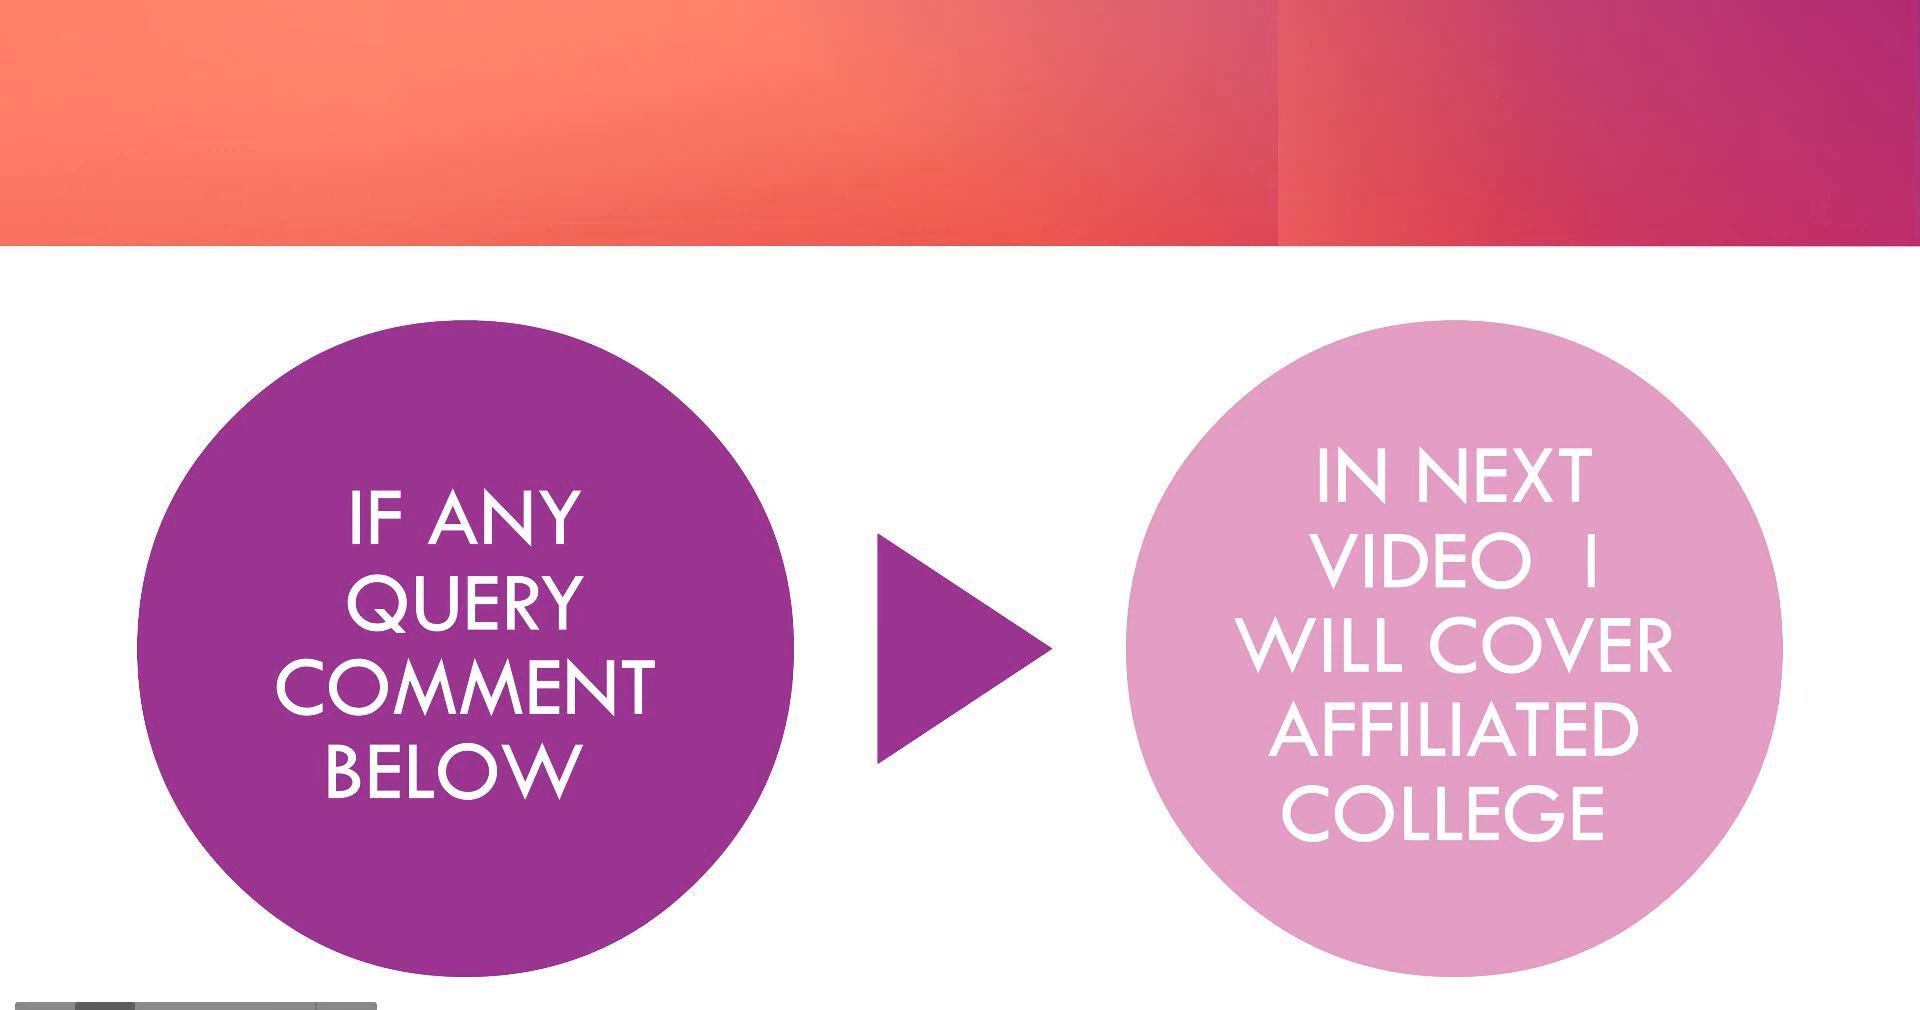 IF ANY
QUERY
COMMENT
BELOW
IN NEXT
VIDEO  I
WILL COVER
AFFILIATED
COLLEGE